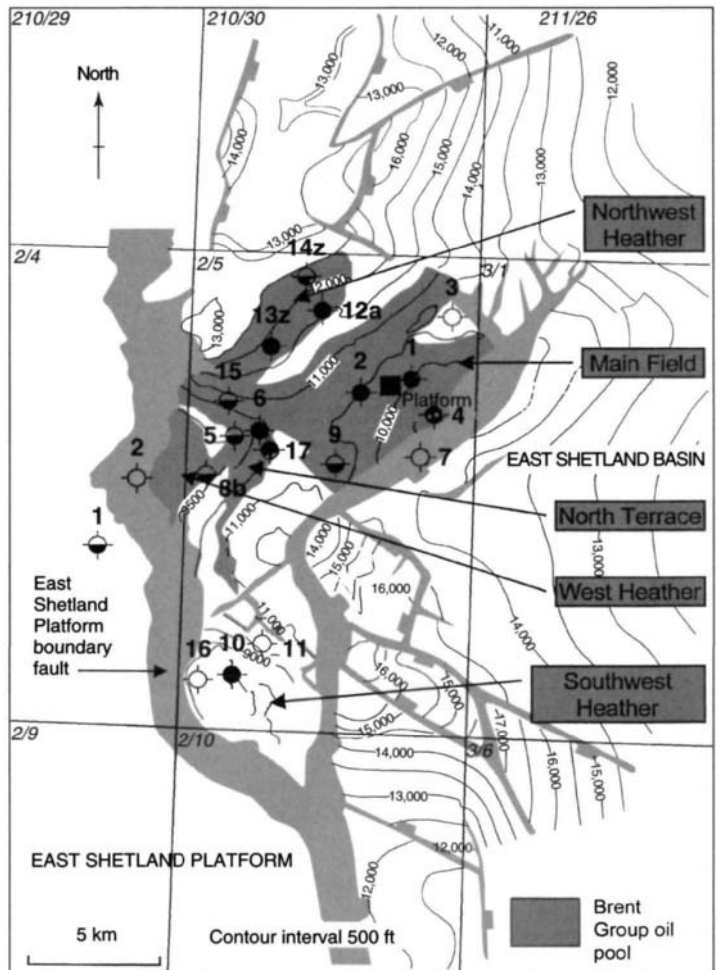 210/29
210/30
211/26
North
12,000
11,000
12,000
13,000
13,000
14,000
16,000
15,000
14,000
13,000
13,000
Northwest
Heather
2/4
2/5
14z
3/1
12,000
3
13z
12a
13,000
11,000
1
Main Field
15
2
6
Platform
10,000
4
5
9
17
7
2
EAST SHETLAND BASIN
8b
9500
11,000
North Terrace
1
14,000
15,000
13,000
16,000
West Heather
East
Shetland
Platform
boundary
fault
11,000
16
10
9000
11
16,000
15,000
Southwest
Heather
17,000
2/9
2/10
15,000
3/6
14,000
16,000
15,000
13,000
12,000
EAST SHETLAND PLATFORM
12,000
Brent
Group oil
pool
5 km
Contour interval 500 ft